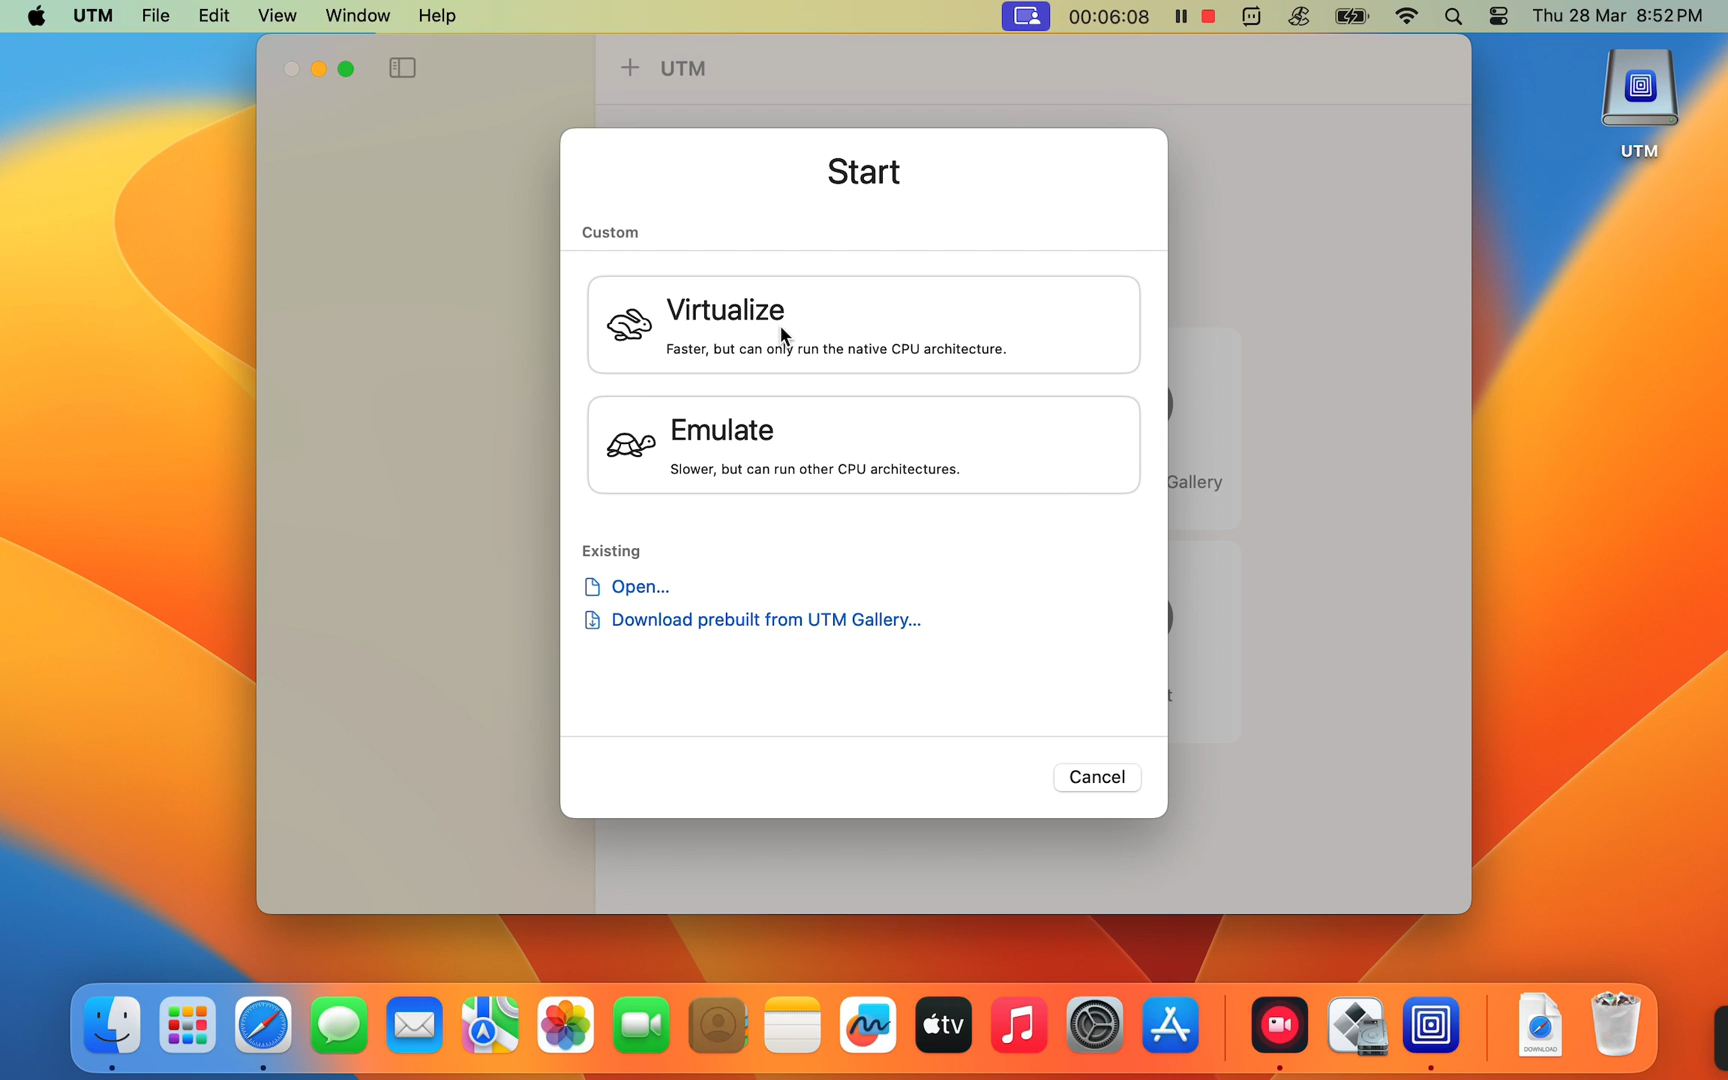 UTM File Edit View Window Help 00:06:08 Thu 28 Mar 8:52 PM
UTM
UTM
Start
Custom
Virtualize
Faster, but can only run the native CPU architecture.
Emulate
Slower, but can run other CPU architectures.
Gallery
Existing
Open...
Download prebuilt from UTM Gallery...
t
Cancel
tv
DOWNLOAD